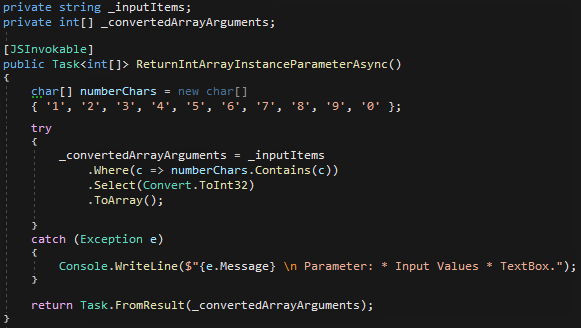 private string _inputItems;
private int[] _convertedArrayArguments;
[JSInvokable]
public Task<int[]> ReturnIntArrayInstanceParameterAsync()
{
char[] numberChars = new char[]
{ '1', '2', '3', '4', '5', '6', '7', '8', '9', '0' };
try
{
_convertedArrayArguments = _inputItems
.Where(c => numberChars.Contains(c))
.Select(Convert.ToInt32)
.ToArray();
}
catch (Exception e)
{
Console.WriteLine($"{e.Message} \n Parameter: * Input Values * TextBox.");
}
return Task.FromResult(_convertedArrayArguments);
}